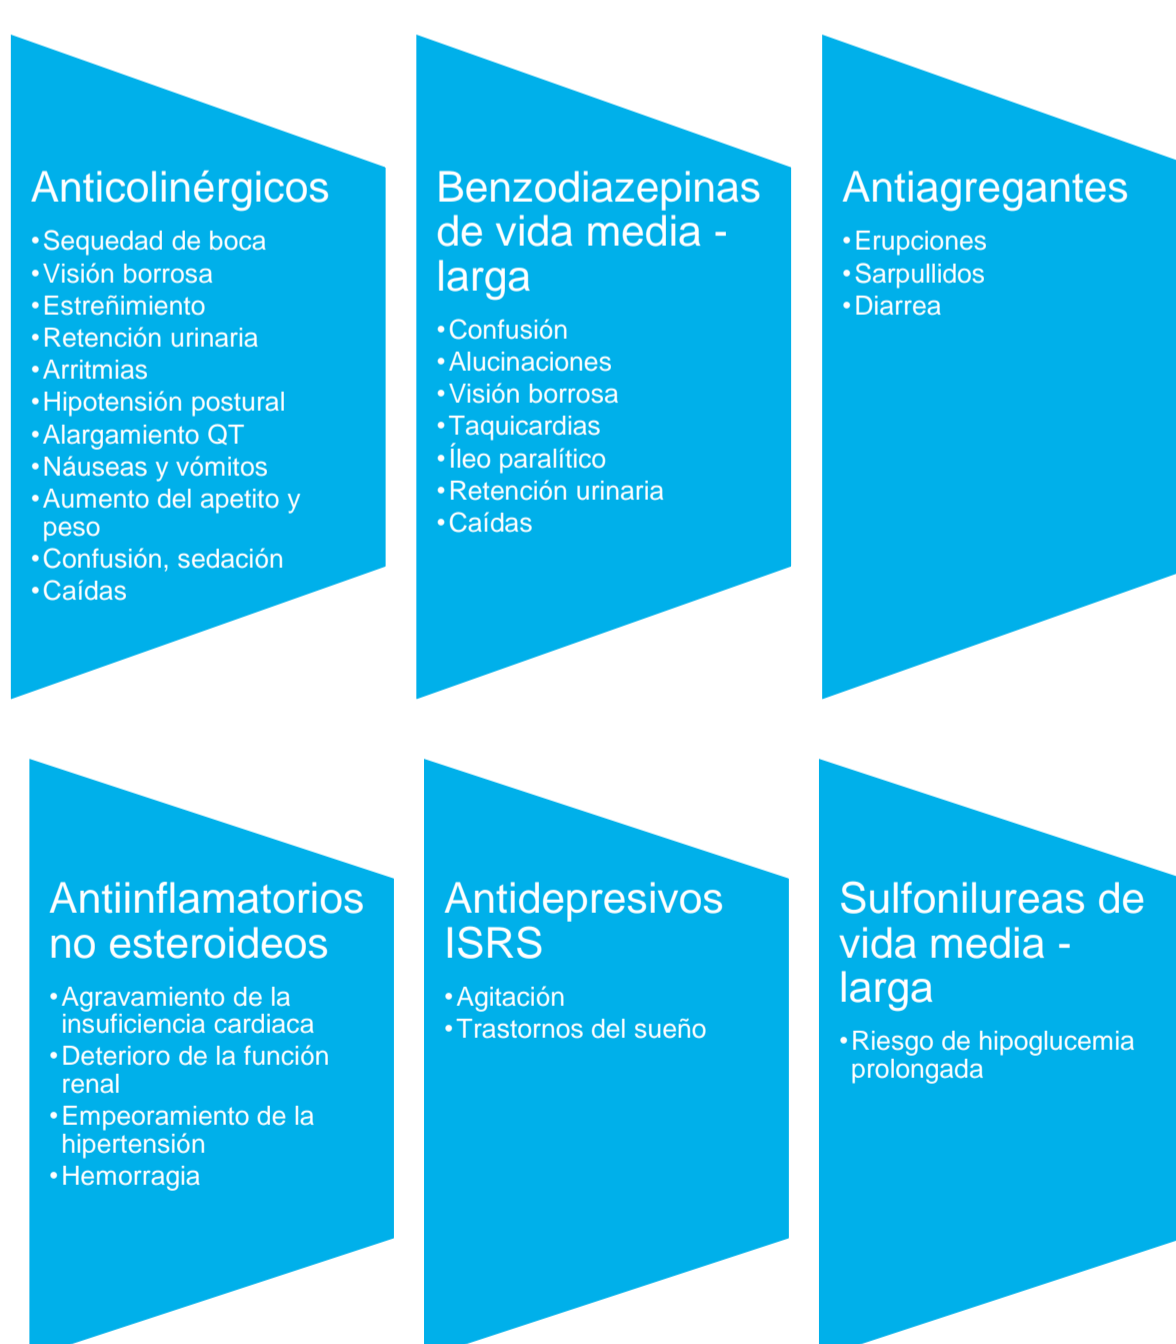 Anticolinérgicos
•Sequedad de boca
•Visión borrosa
•Estreñimiento
•Retención urinaria
•Arritmias
•Hipotensión postural
•Alargamiento QT
•Náuseas y vómitos
•Aumento del apetito y
peso
•Confusión, sedación
•Caídas
Benzodiazepinas
de vida media -
larga
•Confusión
•Alucinaciones
•Visión borrosa
•Taquicardias
•Íleo paralítico
•Retención urinaria
•Caídas
Antiagregantes
•Erupciones
•Sarpullidos
•Diarrea
Antiinflamatorios
no esteroideos
•Agravamiento de la
insuficiencia cardiaca
•Deterioro de la función
renal
•Empeoramiento de la
hipertensión
•Hemorragia
Antidepresivos
ISRS
•Agitación
•Trastornos del sueño
Sulfonilureas de
vida media -
larga
•Riesgo de hipoglucemia
prolongada